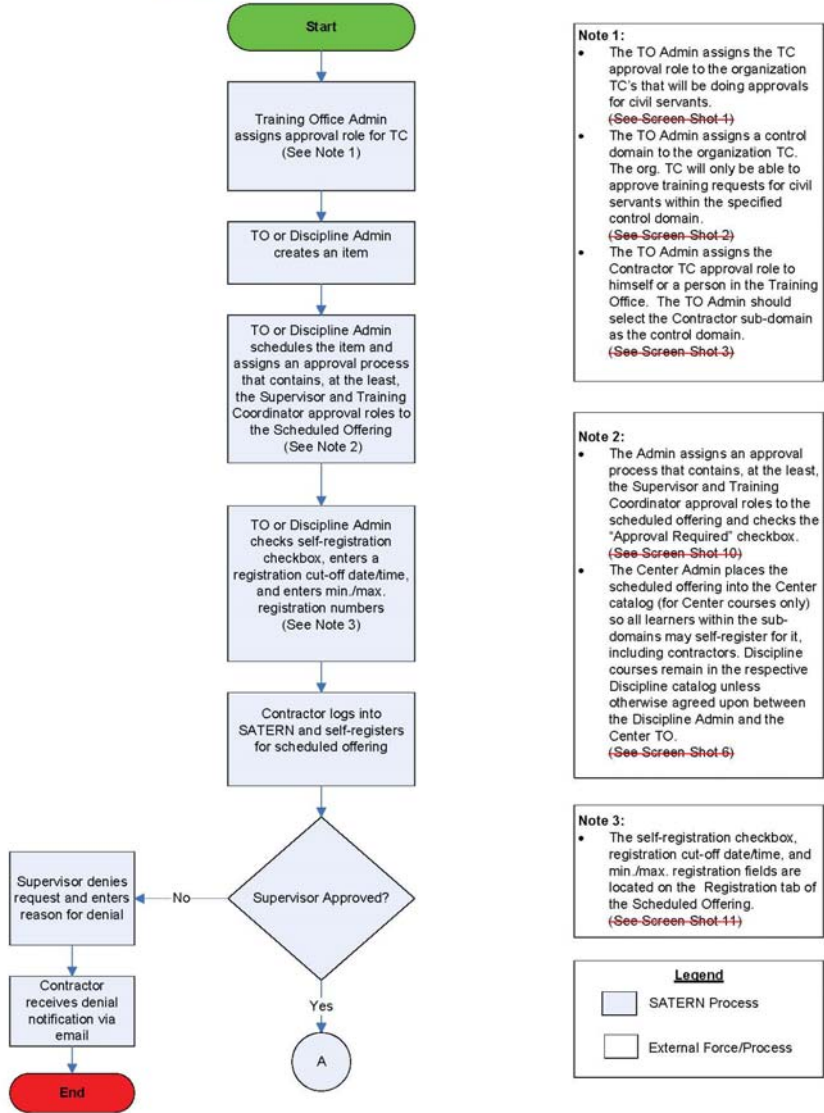 Start
Training Office Admin
assigns approval role for TC
(See Note 1)
TO or Discipline Admin
creates an item
TO or Discipline Admin
schedules the item and
assigns an approval process
that contains, at the least,
the Supervisor and Training
Coordinator approval roles to
the Scheduled Offering
(See Note 2)
TO or Discipline Admin
checks self-registration
checkbox, enters a
registration cut-off date/time,
and enters min./max.
registration numbers
(See Note 3)
Contractor logs into
SATERN and self-registers
for scheduled offering
Supervisor Approved?
No
Supervisor denies
request and enters
reason for denial
Contractor
receives denial
notification via
email
End
Yes
A
Note 1:
• The TO Admin assigns the TC
approval role to the organization
TC's that will be doing approvals
for civil servants.
(See Screen Shot 1)
• The TO Admin assigns a control
domain to the organization TC.
The org. TC will only be able to
approve training requests for civil
servants within the specified
control domain.
(See Screen Shot 2)
• The TO Admin assigns the
Contractor TC approval role to
himself or a person in the Training
Office. The TO Admin should
select the Contractor sub-domain
as the control domain.
(See Screen Shot 3)
Note 2:
• The Admin assigns an approval
process that contains, at the least,
the Supervisor and Training
Coordinator approval roles to the
scheduled offering and checks the
"Approval Required" checkbox.
(See Screen Shot 10)
• The Center Admin places the
scheduled offering into the Center
catalog (for Center courses only)
so all learners within the sub-
domains may self-register for it,
including contractors. Discipline
courses remain in the respective
Discipline catalog unless
otherwise agreed upon between
the Discipline Admin and the
Center TO.
(See Screen Shot 6)
Note 3:
• The self-registration checkbox,
registration cut-off date/time, and
min./max. registration fields are
located on the Registration tab of
the Scheduled Offering.
(See Screen Shot 11)
Legend
SATERN Process
External Force/Process